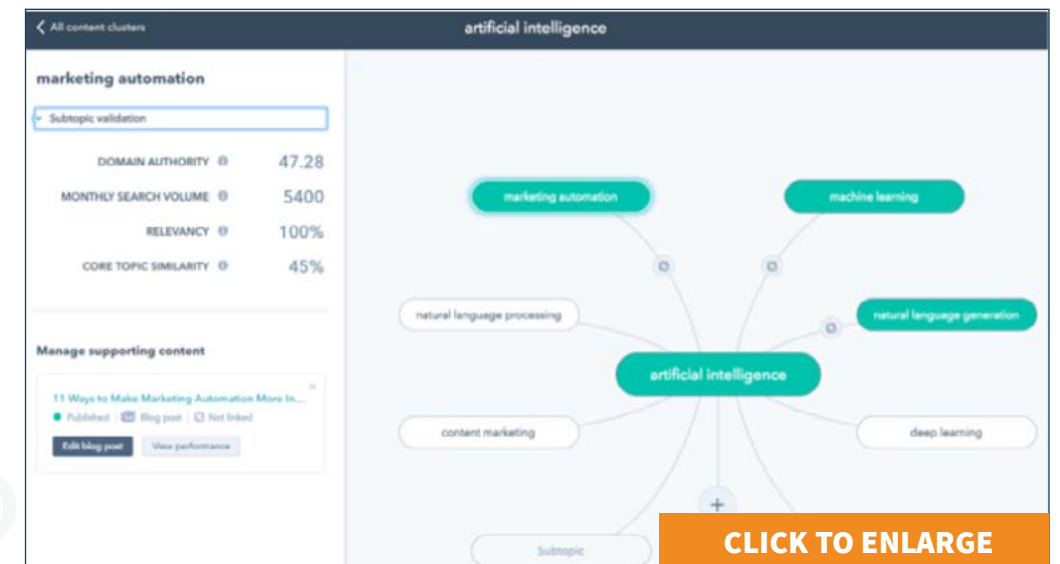 All content clusters
artificial intelligence
marketing automation
Subtopic validation
DOMAIN AUTHORITY 47.28
MONTHLY SEARCH VOLUME 5400
RELEVANCY 100%
CORE TOPIC SIMILARITY 45%
Manage supporting content
11 Ways to Make Marketing Automation More In...
Published | Blog post | Not linked
Edit blog post View performance
marketing automation
machine learning
natural language processing
natural language generation
artificial intelligence
content marketing
deep learning
+
Subtopic
CLICK TO ENLARGE